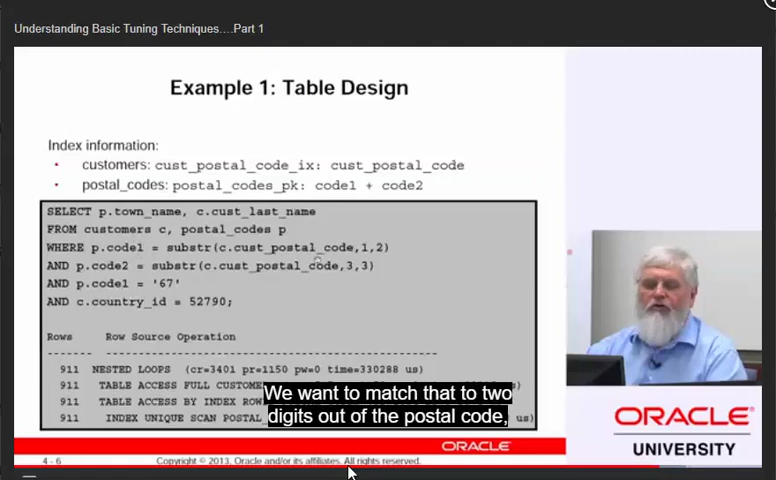 Understanding Basic Tuning Techniques....Part 1
Example 1: Table Design
Index information:
• customers: cust_postal_code_ix: cust_postal_code
• postal_codes: postal_codes_pk: code1 + code2
SELECT p.town_name, c.cust_last_name
FROM customers c, postal_codes p
WHERE p.code1 = substr(c.cust_postal_code,1,2)
AND p.code2 = substr(c.cust_postal_code,3,3)
AND p.code1 = '67'
AND c.country_id = 52790;
Rows Row Source Operation
------- ---------------------------------------------------
911 NESTED LOOPS (cr=3401 pr=1150 pw=0 time=330288 us)
911 TABLE ACCESS FULL CUSTOME s)
911 TABLE ACCESS BY INDEX ROW
911 INDEX UNIQUE SCAN POSTAL_ us)
We want to match that to two
digits out of the postal code,
ORACLE
4 - 6 Copyright © 2013, Oracle and/or its affiliates. All rights reserved.
ORACLE
UNIVERSITY